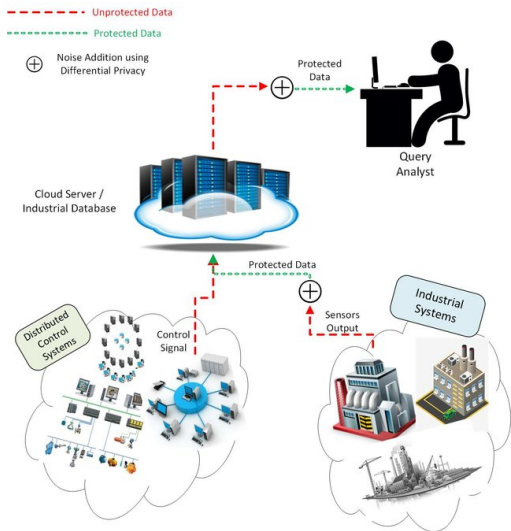 Unprotected Data
Protected Data
Noise Addition using
Differential Privacy
Protected
Data
Query
Analyst
Cloud Server /
Industrial Database
Protected Data
Distributed
Control
Systems
Control
Signal
Sensors
Output
Industrial
Systems